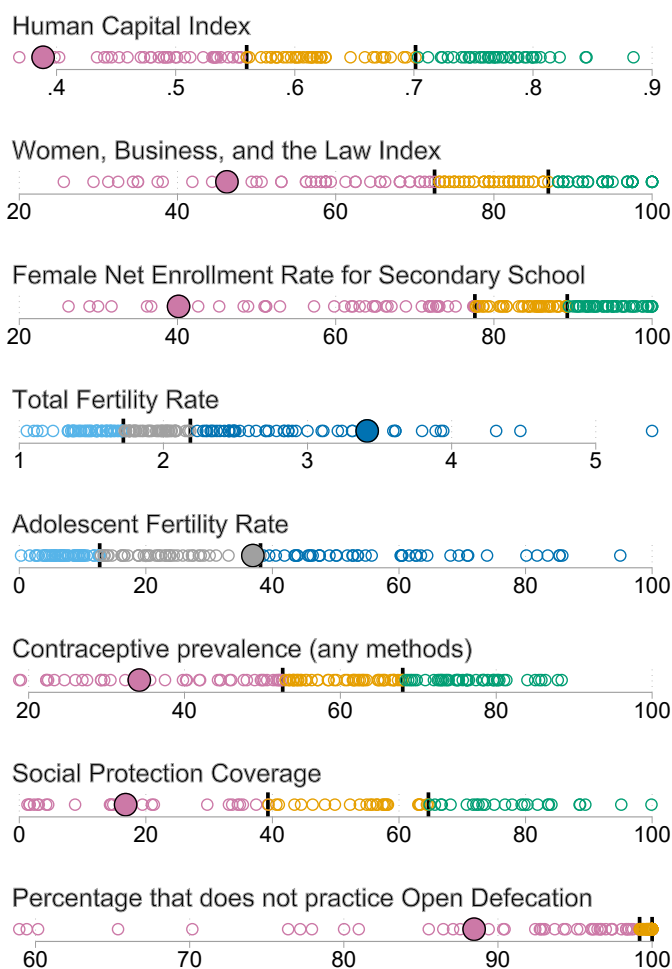 Human Capital Index
.4 .5 .6 .7 .8 .9
Women, Business, and the Law Index
20 40 60 80 100
Female Net Enrollment Rate for Secondary School
20 40 60 80 100
Total Fertility Rate
1 2 3 4 5
Adolescent Fertility Rate
0 20 40 60 80 100
Contraceptive prevalence (any methods)
20 40 60 80 100
Social Protection Coverage
0 20 40 60 80 100
Percentage that does not practice Open Defecation
60 70 80 90 100